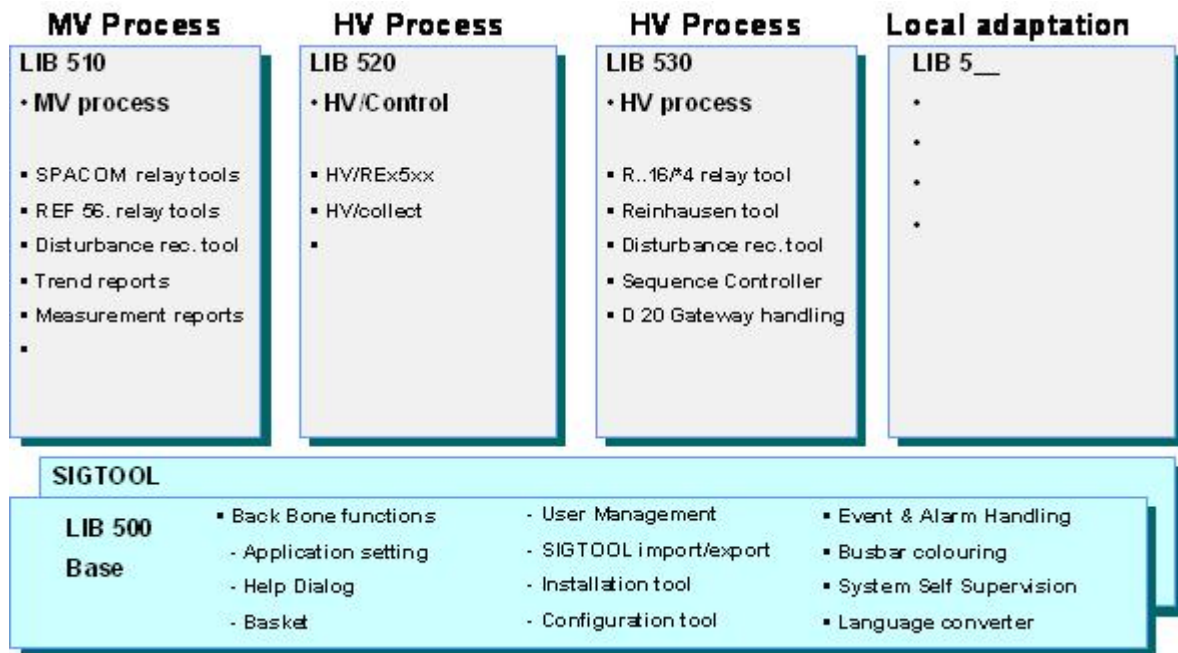 MV Process
LIB 510
• MV process
▪ SPACOM relay tools
▪ REF 56. relay tools
▪ Disturbance rec. tool
▪ Trend reports
▪ Measurement reports
▪
HV Process
LIB 520
• HV/Control
▪ HV/REx5xx
▪ HV/collect
▪
HV Process
LIB 530
• HV process
▪ R..16/*4 relay tool
▪ Reinhausen tool
▪ Disturbance rec. tool
▪ Sequence Controller
▪ D 20 Gateway handling
Local adaptation
LIB 5__
•
•
•
•
SIGTOOL
LIB 500
Base
▪ Back Bone functions
- Application setting
- Help Dialog
- Basket
- User Management
- SIGTOOL import/export
- Installation tool
- Configuration tool
▪ Event & Alarm Handling
▪ Busbar colouring
▪ System Self Supervision
▪ Language converter